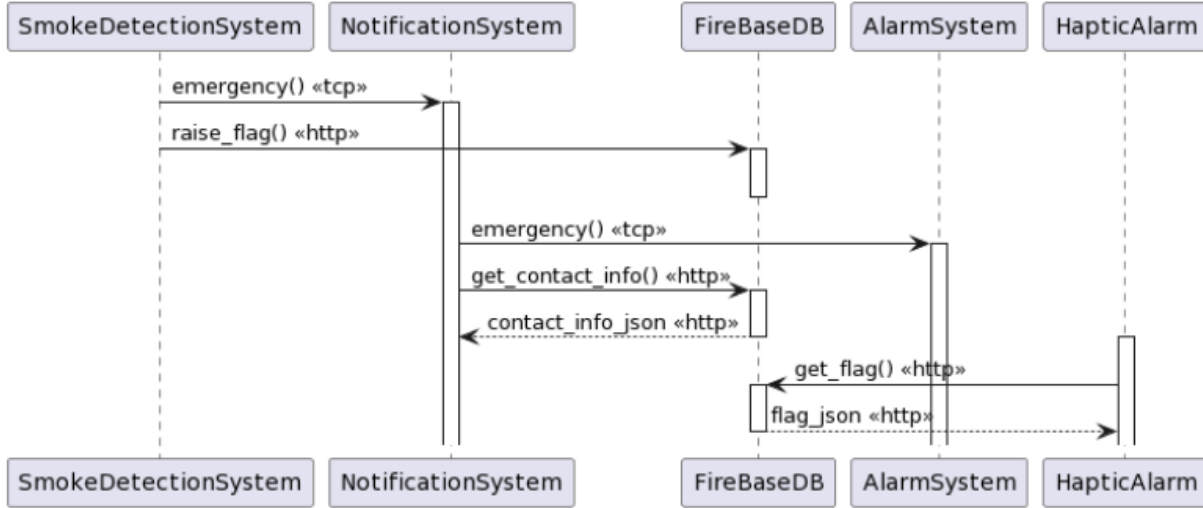 SmokeDetectionSystem
NotificationSystem
FireBaseDB
AlarmSystem
HapticAlarm
emergency() «tcp»
raise_flag() «http»
emergency() «tcp»
get_contact_info() «http»
contact_info_json «http»
get_flag() «http»
flag_json «http»
SmokeDetectionSystem
NotificationSystem
FireBaseDB
AlarmSystem
HapticAlarm